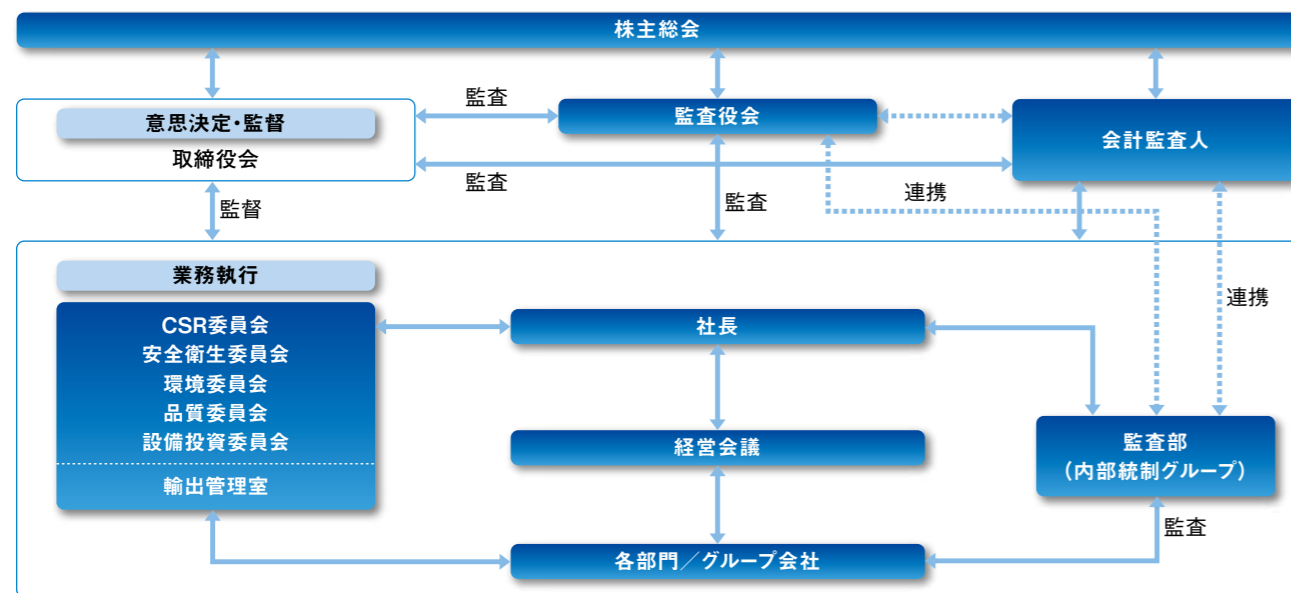 株主総会
監査
意思決定・監督
取締役会
監査役会
会計監査人
監査
監督
監査
連携
業務執行
連携
CSR委員会
安全衛生委員会
環境委員会
品質委員会
設備投資委員会
輸出管理室
社長
経営会議
監査部
（内部統制グループ）
監査
各部門／グループ会社